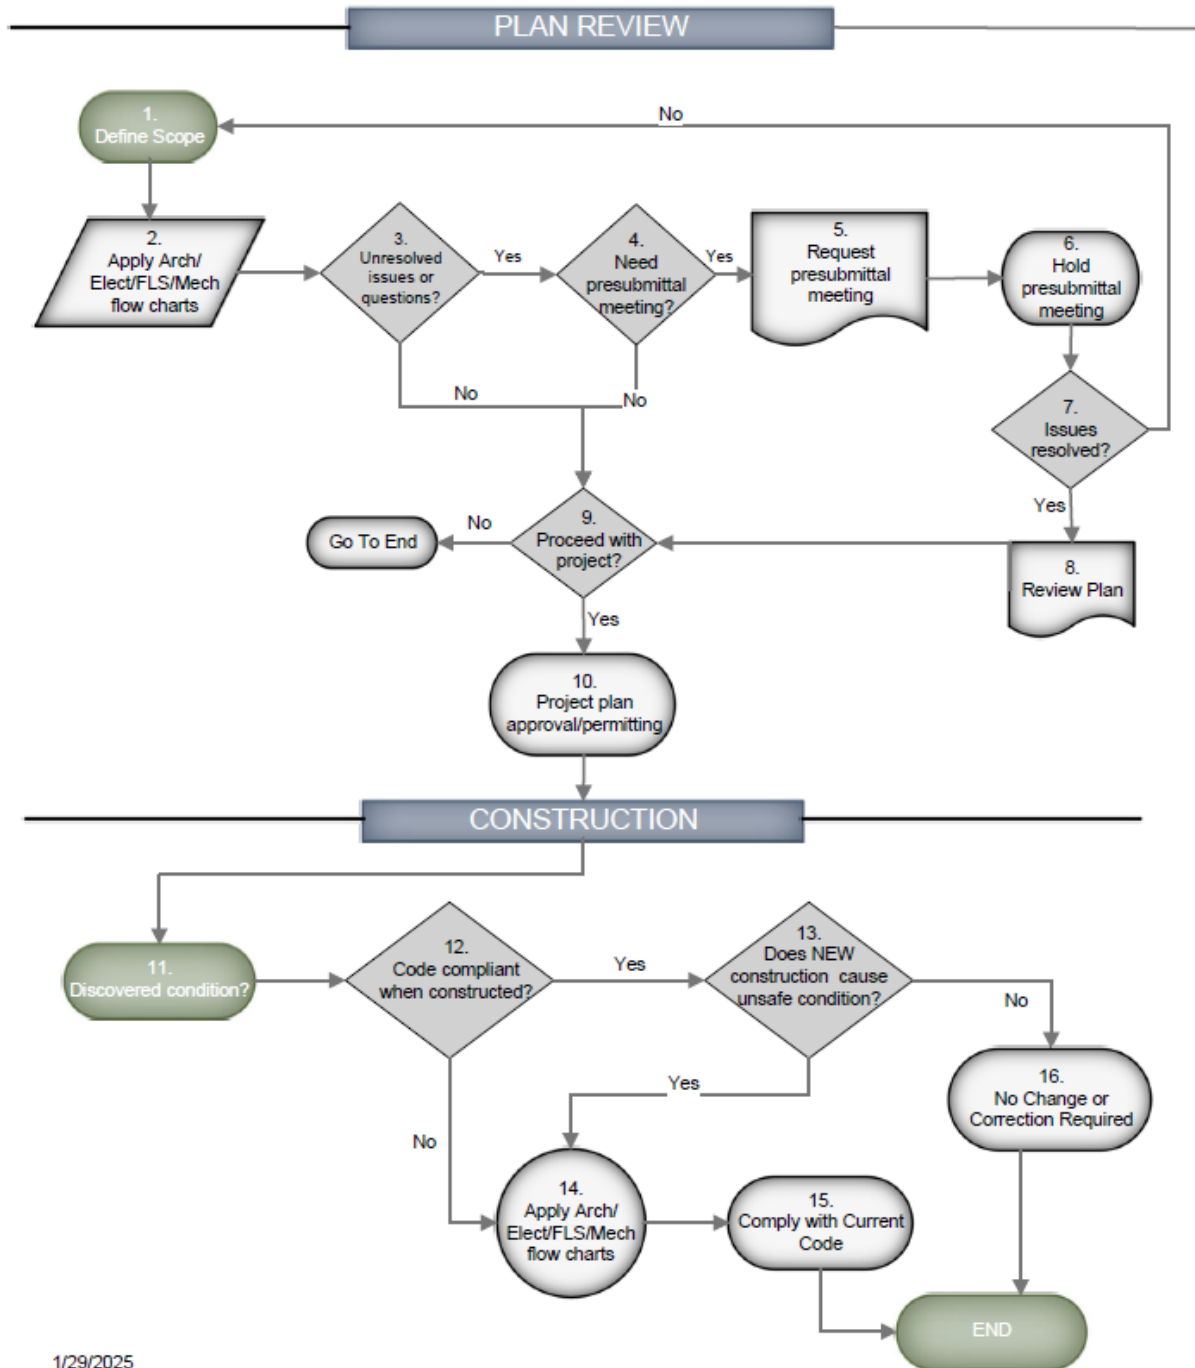 PLAN REVIEW
No
1.
Define Scope
2.
Apply Arch/
Elect/FLS/Mech
flow charts
3.
Unresolved
issues or
questions?
Yes
4.
Need
presubmittal
meeting?
Yes
5.
Request
presubmittal
meeting
6.
Hold
presubmittal
meeting
No
No
7.
Issues
resolved?
Yes
Go To End
No
9.
Proceed with
project?
8.
Review Plan
Yes
10.
Project plan
approval/permitting
CONSTRUCTION
11.
Discovered condition?
12.
Code compliant
when constructed?
Yes
13.
Does NEW
construction cause
unsafe condition?
No
Yes
No
16.
No Change or
Correction Required
14.
Apply Arch/
Elect/FLS/Mech
flow charts
15.
Comply with Current
Code
END
1/29/2025